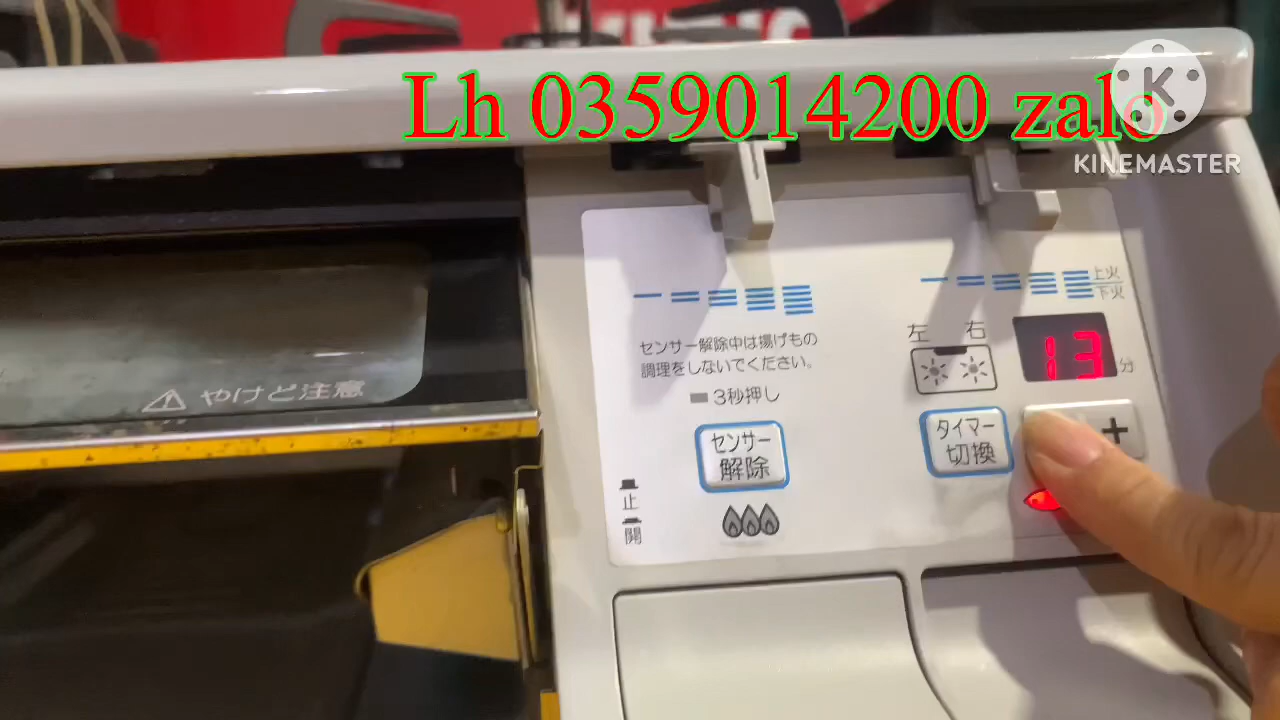 Lh 0359014200 zalo
KINEMASTER
上火
下火
センサー解除中は揚げもの
調理をしないでください。
3秒押し
左 右
13 分
センサー
解除
タイマー
切換
+
止
開
やけど注意